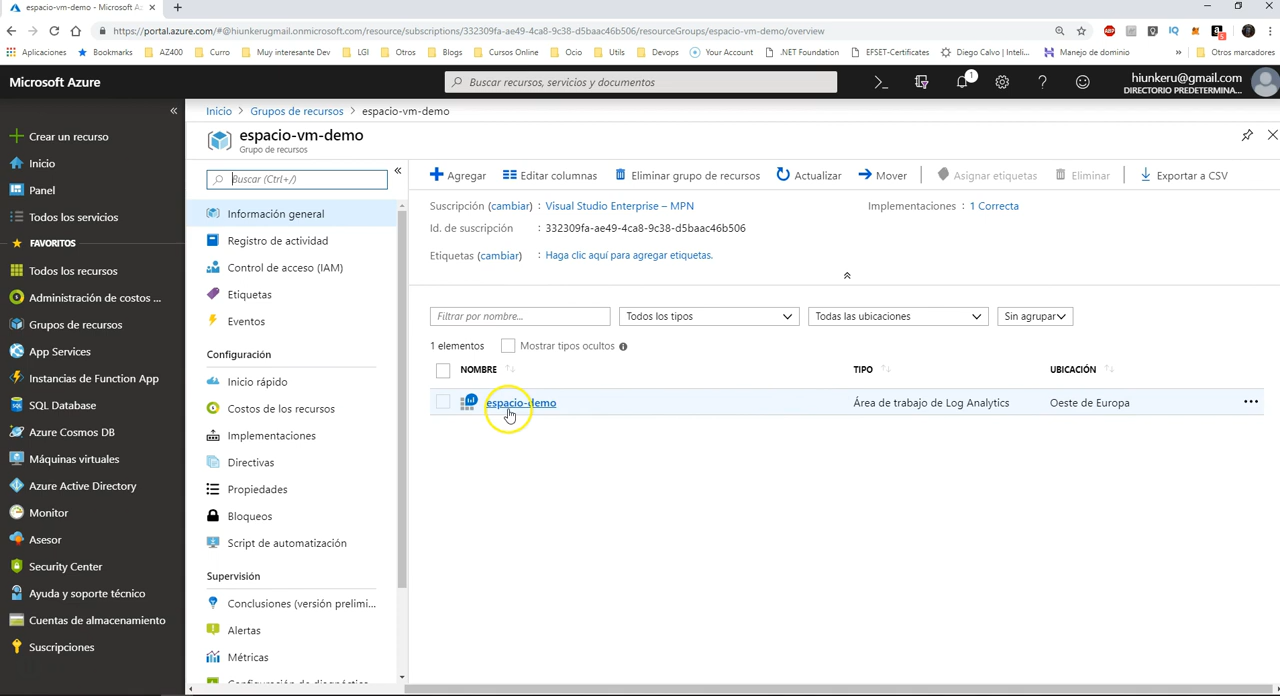 espacio-vm-demo - Microsoft Az
https://portal.azure.com/#@hiunkerugmail.onmicrosoft.com/resource/subscriptions/332309fa-ae49-4ca8-9c38-d5baac46b506/resourceGroups/espacio-vm-demo/overview
Aplicaciones Bookmarks AZ400 Curro Muy interesante Dev LGI Otros Blogs Cursos Online Ocio Utils Devops Your Account .NET Foundation EFSET-Certificates Diego Calvo | Inteli... Manejo de dominio » Otros marcadores
Microsoft Azure
Buscar recursos, servicios y documentos
1
hiunkeru@gmail.com
DIRECTORIO PREDETERMINA...
«
Crear un recurso
Inicio
Panel
Todos los servicios
FAVORITOS
Todos los recursos
Administración de costos ...
Grupos de recursos
App Services
Instancias de Function App
SQL Database
Azure Cosmos DB
Máquinas virtuales
Azure Active Directory
Monitor
Asesor
Security Center
Ayuda y soporte técnico
Cuentas de almacenamiento
Suscripciones
Inicio > Grupos de recursos > espacio-vm-demo
espacio-vm-demo
Grupo de recursos
Buscar (Ctrl+/)
«
Información general
Registro de actividad
Control de acceso (IAM)
Etiquetas
Eventos
Configuración
Inicio rápido
Costos de los recursos
Implementaciones
Directivas
Propiedades
Bloqueos
Script de automatización
Supervisión
Conclusiones (versión prelimi...
Alertas
Métricas
Configuración de diagnóstic
Agregar Editar columnas Eliminar grupo de recursos Actualizar Mover Asignar etiquetas Eliminar Exportar a CSV
Suscripción (cambiar) : Visual Studio Enterprise – MPN
Implementaciones : 1 Correcta
Id. de suscripción : 332309fa-ae49-4ca8-9c38-d5baac46b506
Etiquetas (cambiar) : Haga clic aquí para agregar etiquetas.
Filtrar por nombre... Todos los tipos Todas las ubicaciones Sin agrupar
1 elementos Mostrar tipos ocultos
NOMBRE TIPO UBICACIÓN
espacio-demo Área de trabajo de Log Analytics Oeste de Europa